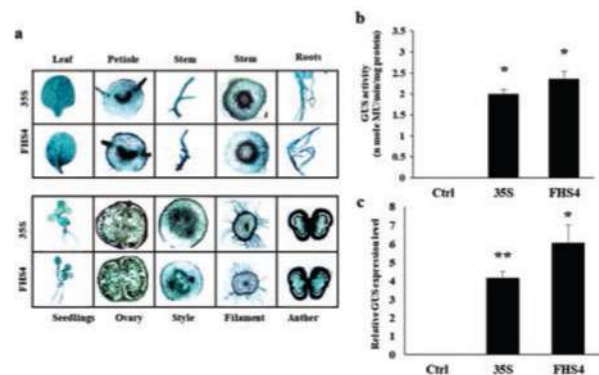 a
Leaf Petiole Stem Stem Roots
35S
FHS4
35S
FHS4
Seedlings Ovary Style Filament Anther
b
GUS activity
(n mole MU/min/mg protein)
3.5
3
2.5
2
1.5
1
0.5
0
* *
Ctrl 35S FHS4
c
Relative GUS expression level
8
7
6
5
4
3
2
1
0
** *
Ctrl 35S FHS4